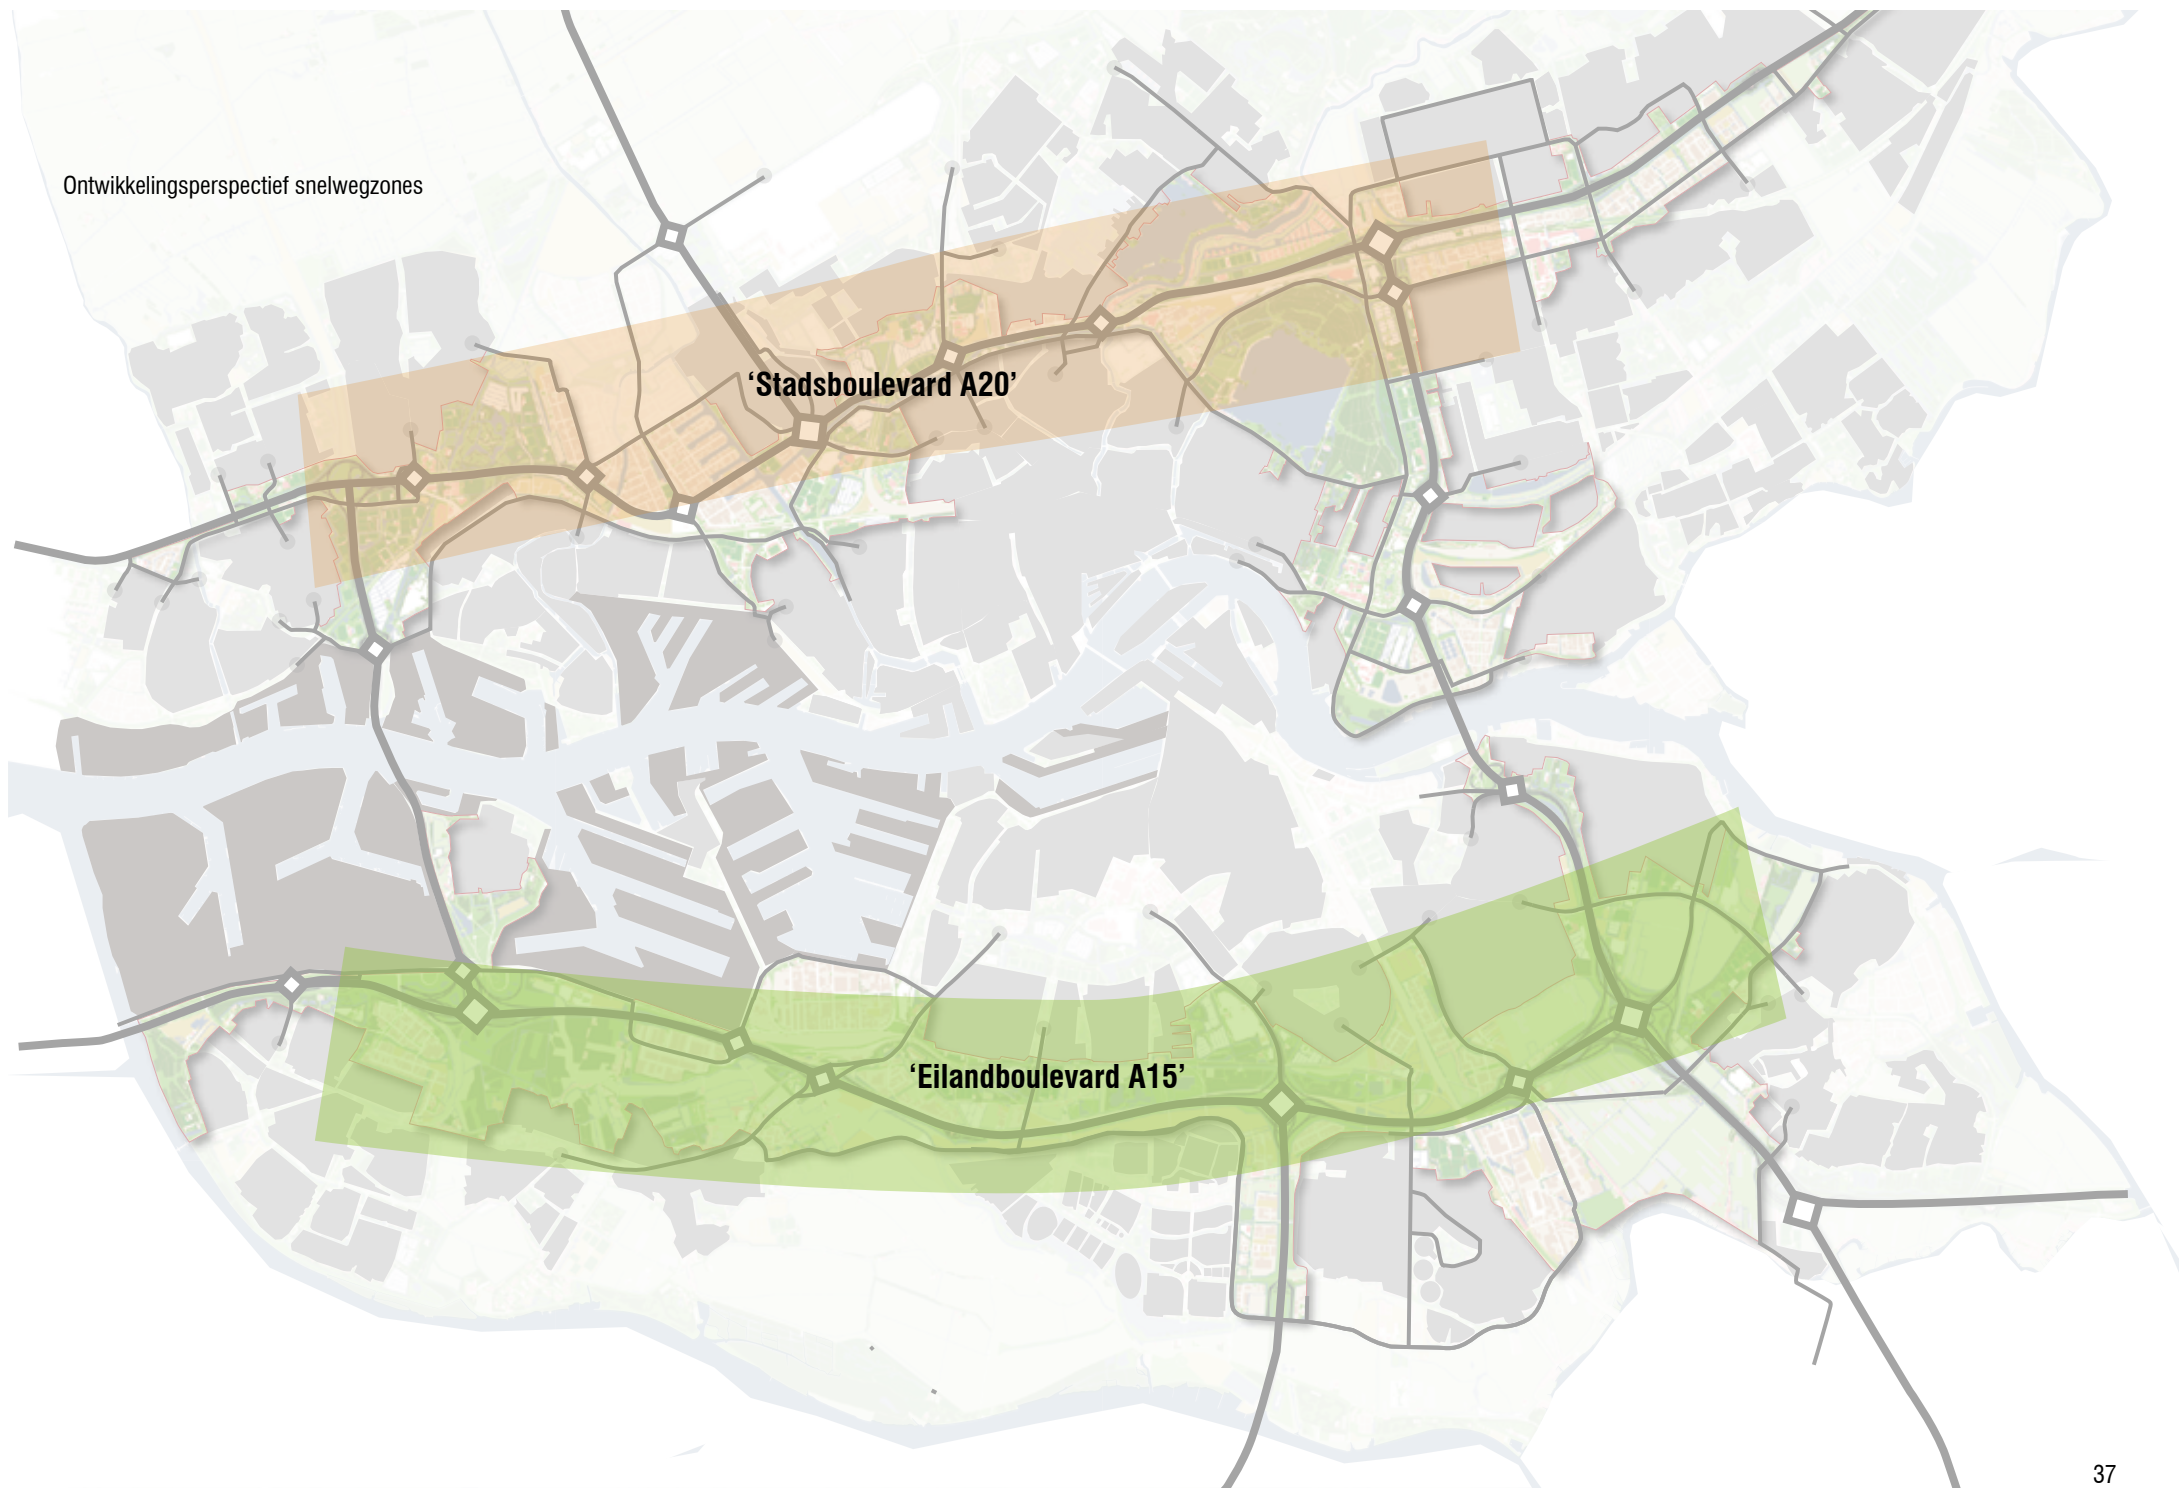 Ontwikkelingsperspectief snelwegzones
‘Stadsboulevard A20’
‘Eilandboulevard A15’
37